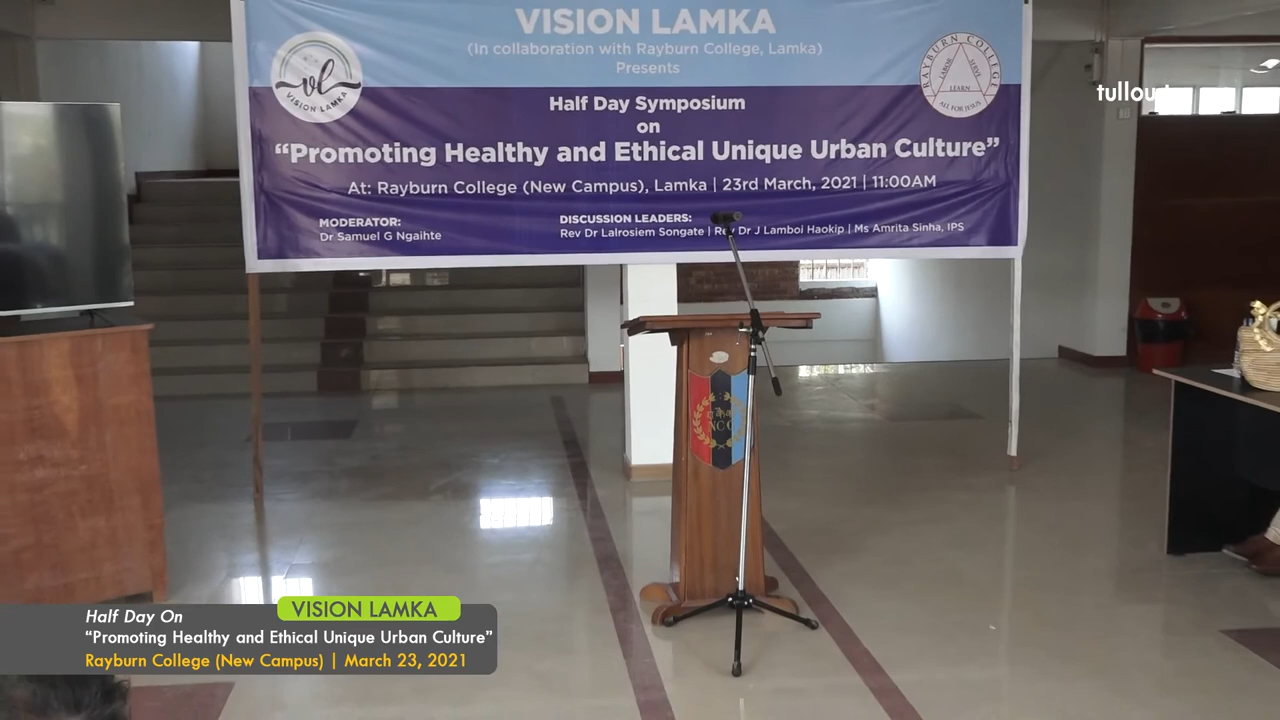 VISION LAMKA
(In collaboration with Rayburn College, Lamka)
Presents
Half Day Symposium
on
“Promoting Healthy and Ethical Unique Urban Culture”
At: Rayburn College (New Campus), Lamka | 23rd March, 2021 | 11:00AM
MODERATOR:
Dr Samuel G Ngaihte
DISCUSSION LEADERS:
Rev Dr Lalrosiem Songate | Rev Dr J Lamboi Haokip | Ms Amrita Sinha, IPS
vl
VISION LAMKA
RAYBURN COLLEGE
LABOR
SERVE
LEARN
ALL FOR JESUS
NCC
VISION LAMKA
Half Day On
“Promoting Healthy and Ethical Unique Urban Culture”
Rayburn College (New Campus) | March 23, 2021